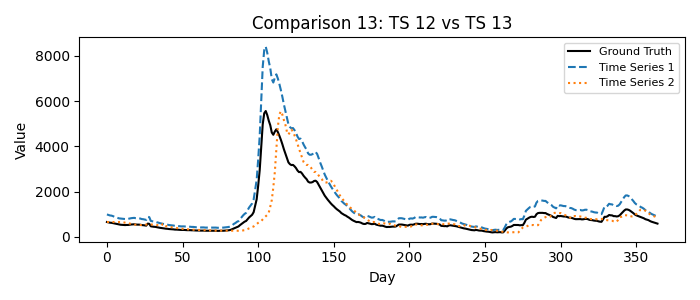 Comparison 13: TS 12 vs TS 13
Ground Truth
Time Series 1
Time Series 2
Value
8000
6000
4000
2000
0
0 50 100 150 200 250 300 350
Day